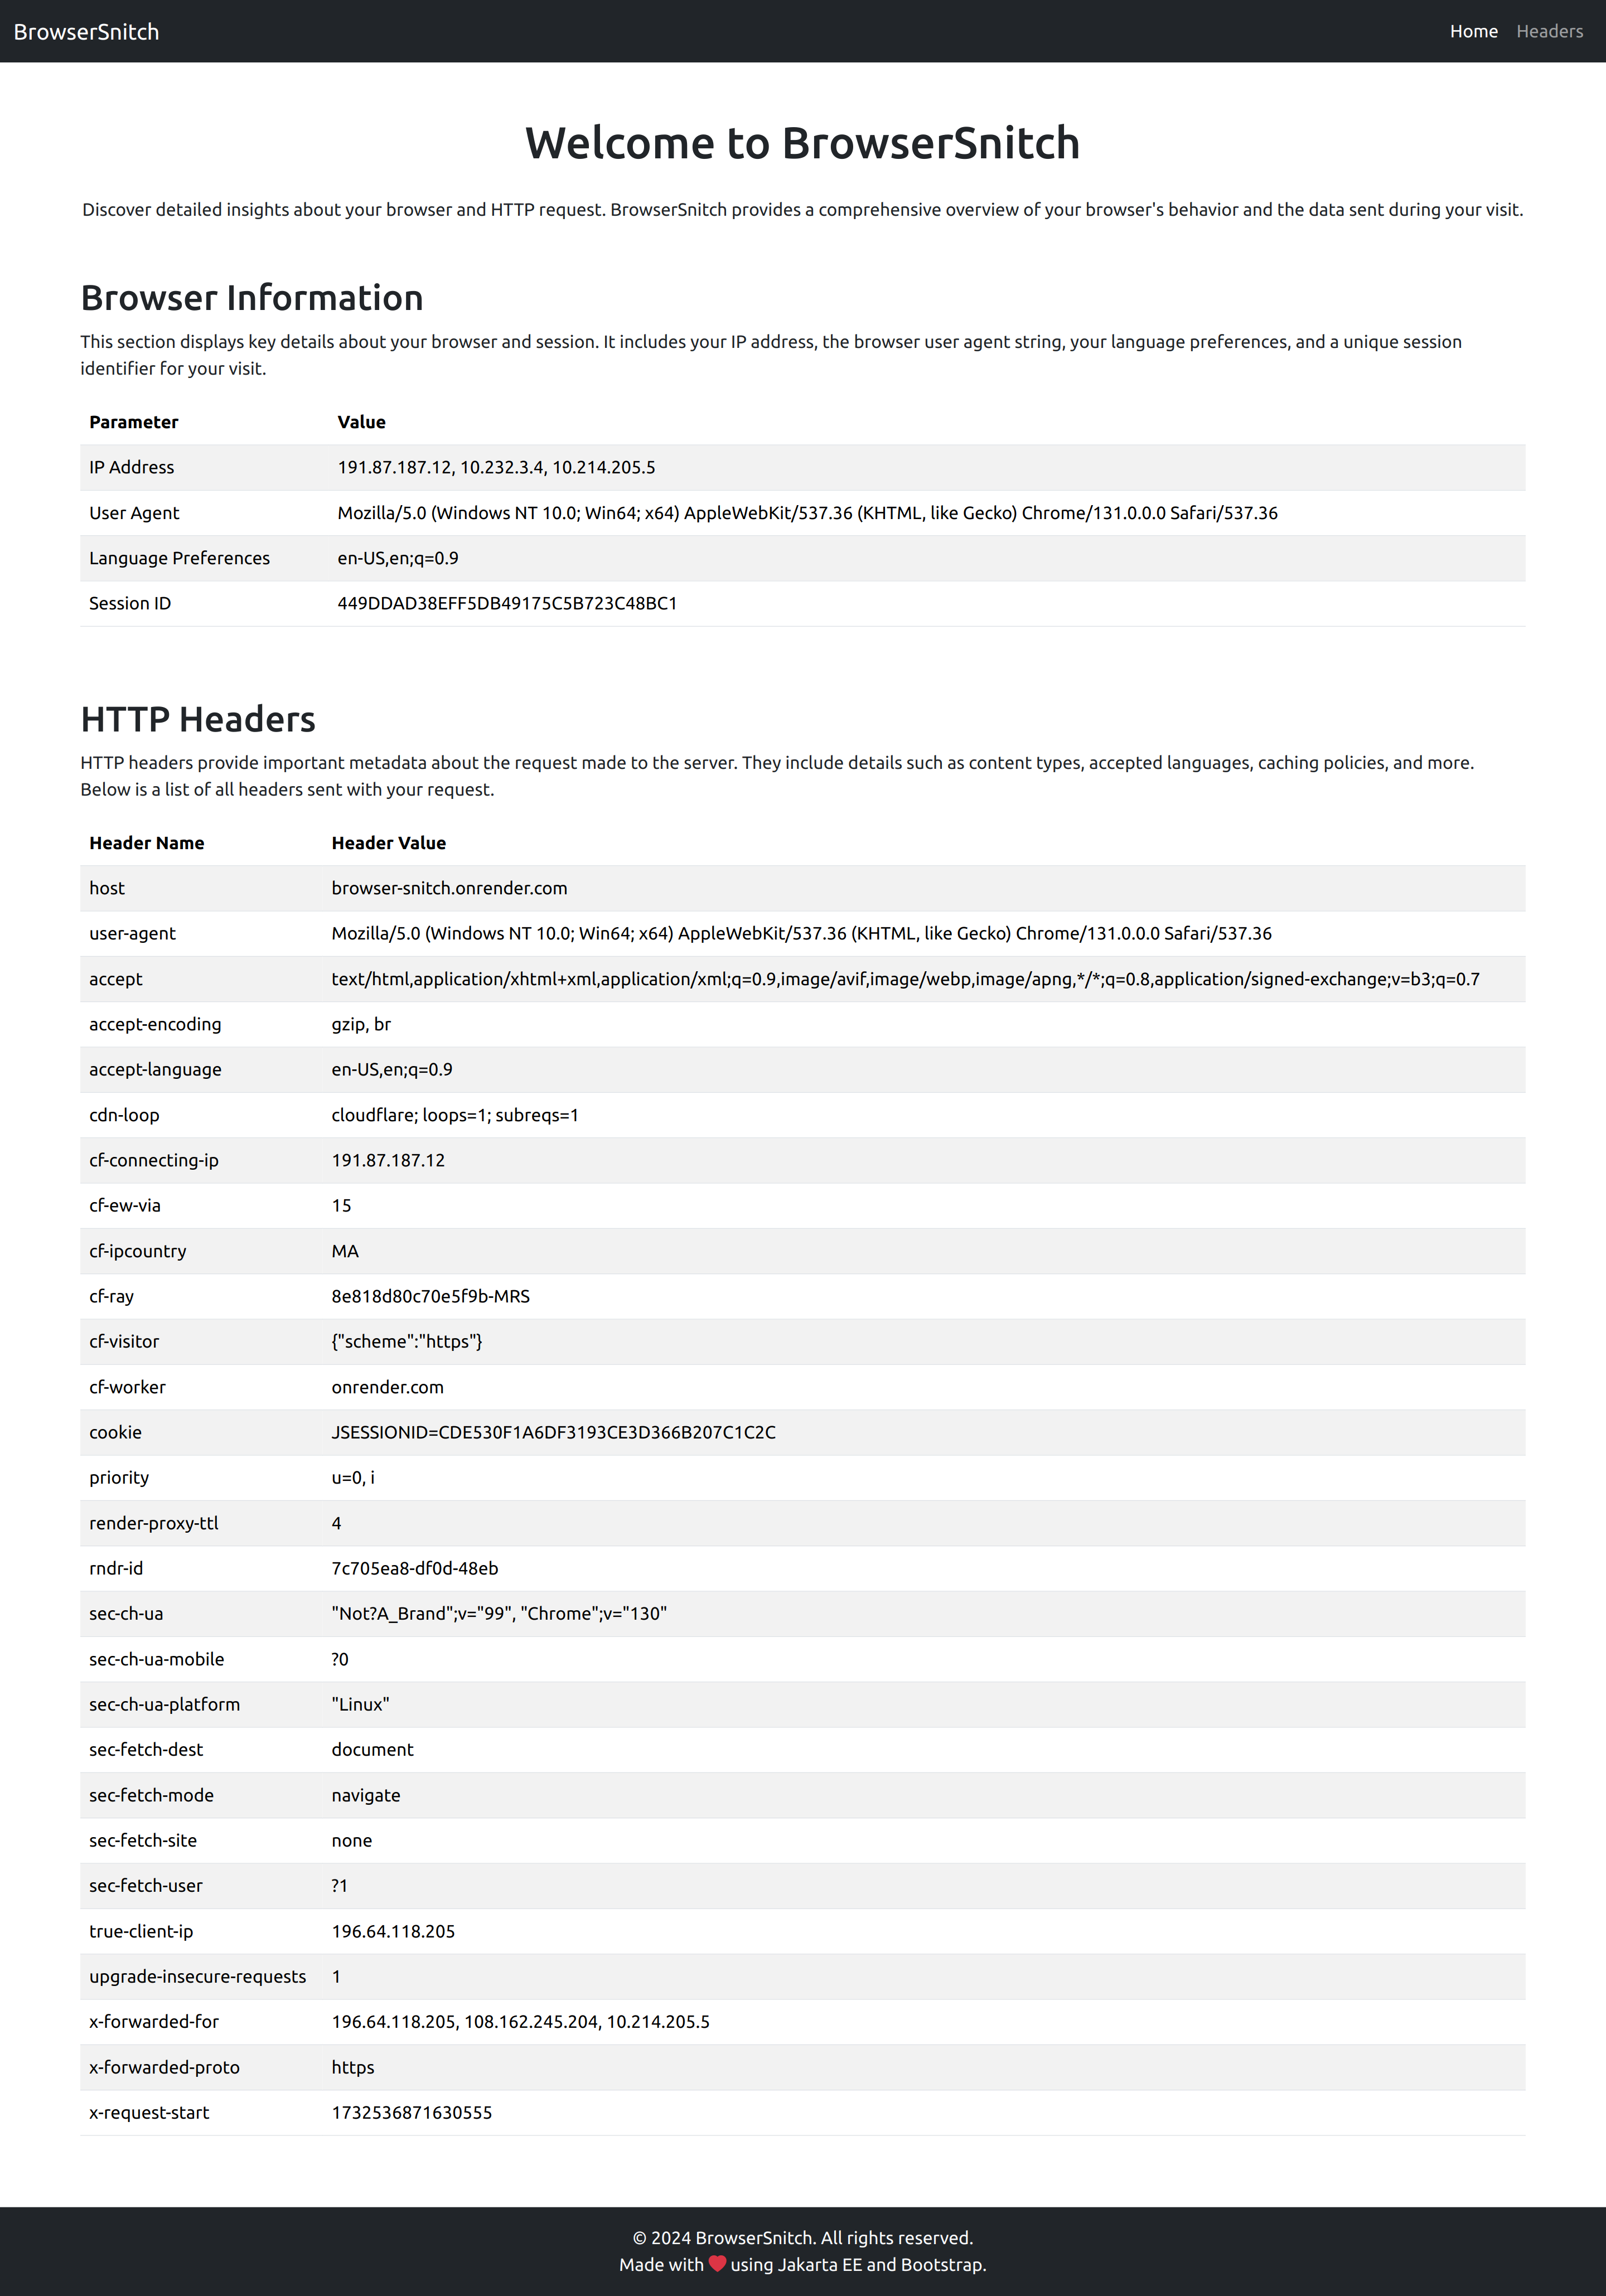 BrowserSnitch
Home Headers
Welcome to BrowserSnitch
Discover detailed insights about your browser and HTTP request. BrowserSnitch provides a comprehensive overview of your browser's behavior and the data sent during your visit.
Browser Information
This section displays key details about your browser and session. It includes your IP address, the browser user agent string, your language preferences, and a unique session
identifier for your visit.
Parameter Value
IP Address 191.87.187.12, 10.232.3.4, 10.214.205.5
User Agent Mozilla/5.0 (Windows NT 10.0; Win64; x64) AppleWebKit/537.36 (KHTML, like Gecko) Chrome/131.0.0.0 Safari/537.36
Language Preferences en-US,en;q=0.9
Session ID 449DDAD38EFF5DB49175C5B723C48BC1
HTTP Headers
HTTP headers provide important metadata about the request made to the server. They include details such as content types, accepted languages, caching policies, and more.
Below is a list of all headers sent with your request.
Header Name Header Value
host browser-snitch.onrender.com
user-agent Mozilla/5.0 (Windows NT 10.0; Win64; x64) AppleWebKit/537.36 (KHTML, like Gecko) Chrome/131.0.0.0 Safari/537.36
accept text/html,application/xhtml+xml,application/xml;q=0.9,image/avif,image/webp,image/apng,*/*;q=0.8,application/signed-exchange;v=b3;q=0.7
accept-encoding gzip, br
accept-language en-US,en;q=0.9
cdn-loop cloudflare; loops=1; subreqs=1
cf-connecting-ip 191.87.187.12
cf-ew-via 15
cf-ipcountry MA
cf-ray 8e818d80c70e5f9b-MRS
cf-visitor {"scheme":"https"}
cf-worker onrender.com
cookie JSESSIONID=CDE530F1A6DF3193CE3D366B207C1C2C
priority u=0, i
render-proxy-ttl 4
rndr-id 7c705ea8-df0d-48eb
sec-ch-ua "Not?A_Brand";v="99", "Chrome";v="130"
sec-ch-ua-mobile ?0
sec-ch-ua-platform "Linux"
sec-fetch-dest document
sec-fetch-mode navigate
sec-fetch-site none
sec-fetch-user ?1
true-client-ip 196.64.118.205
upgrade-insecure-requests 1
x-forwarded-for 196.64.118.205, 108.162.245.204, 10.214.205.5
x-forwarded-proto https
x-request-start 1732536871630555
© 2024 BrowserSnitch. All rights reserved.
Made with ❤ using Jakarta EE and Bootstrap.